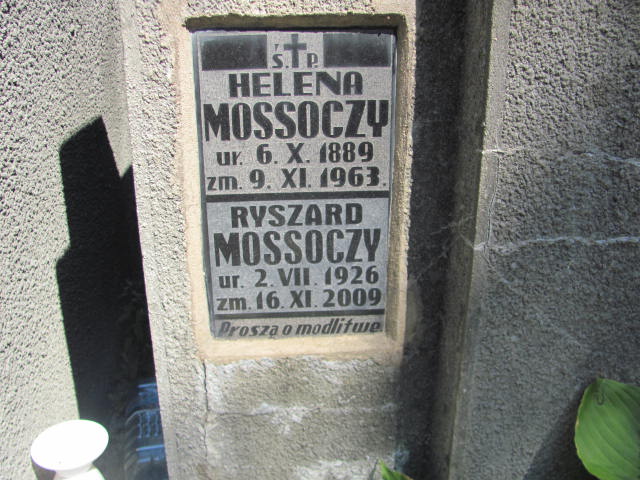 Ś.✝P.
HELENA
MOSSOCZY
ur. 6. X. 1889
zm. 9. XI. 1963.
RYSZARD
MOSSOCZY
ur. 2. VII. 1926
zm. 16. XI. 2009
Proszą o modlitwę